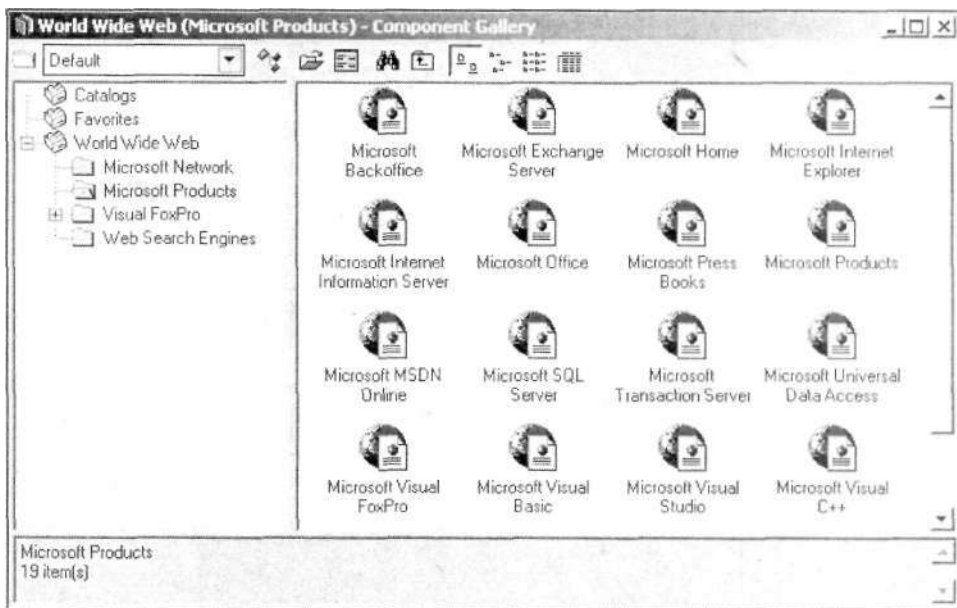 World Wide Web (Microsoft Products) - Component Gallery
Default
Catalogs
Favorites
World Wide Web
Microsoft Network
Microsoft Products
Visual FoxPro
Web Search Engines
Microsoft
Backoffice
Microsoft Exchange
Server
Microsoft Home
Microsoft Internet
Explorer
Microsoft Internet
Information Server
Microsoft Office
Microsoft Press
Books
Microsoft Products
Microsoft MSDN
Online
Microsoft SQL
Server
Microsoft
Transaction Server
Microsoft Universal
Data Access
Microsoft Visual
FoxPro
Microsoft Visual
Basic
Microsoft Visual
Studio
Microsoft Visual
C++
Microsoft Products
19 item(s)